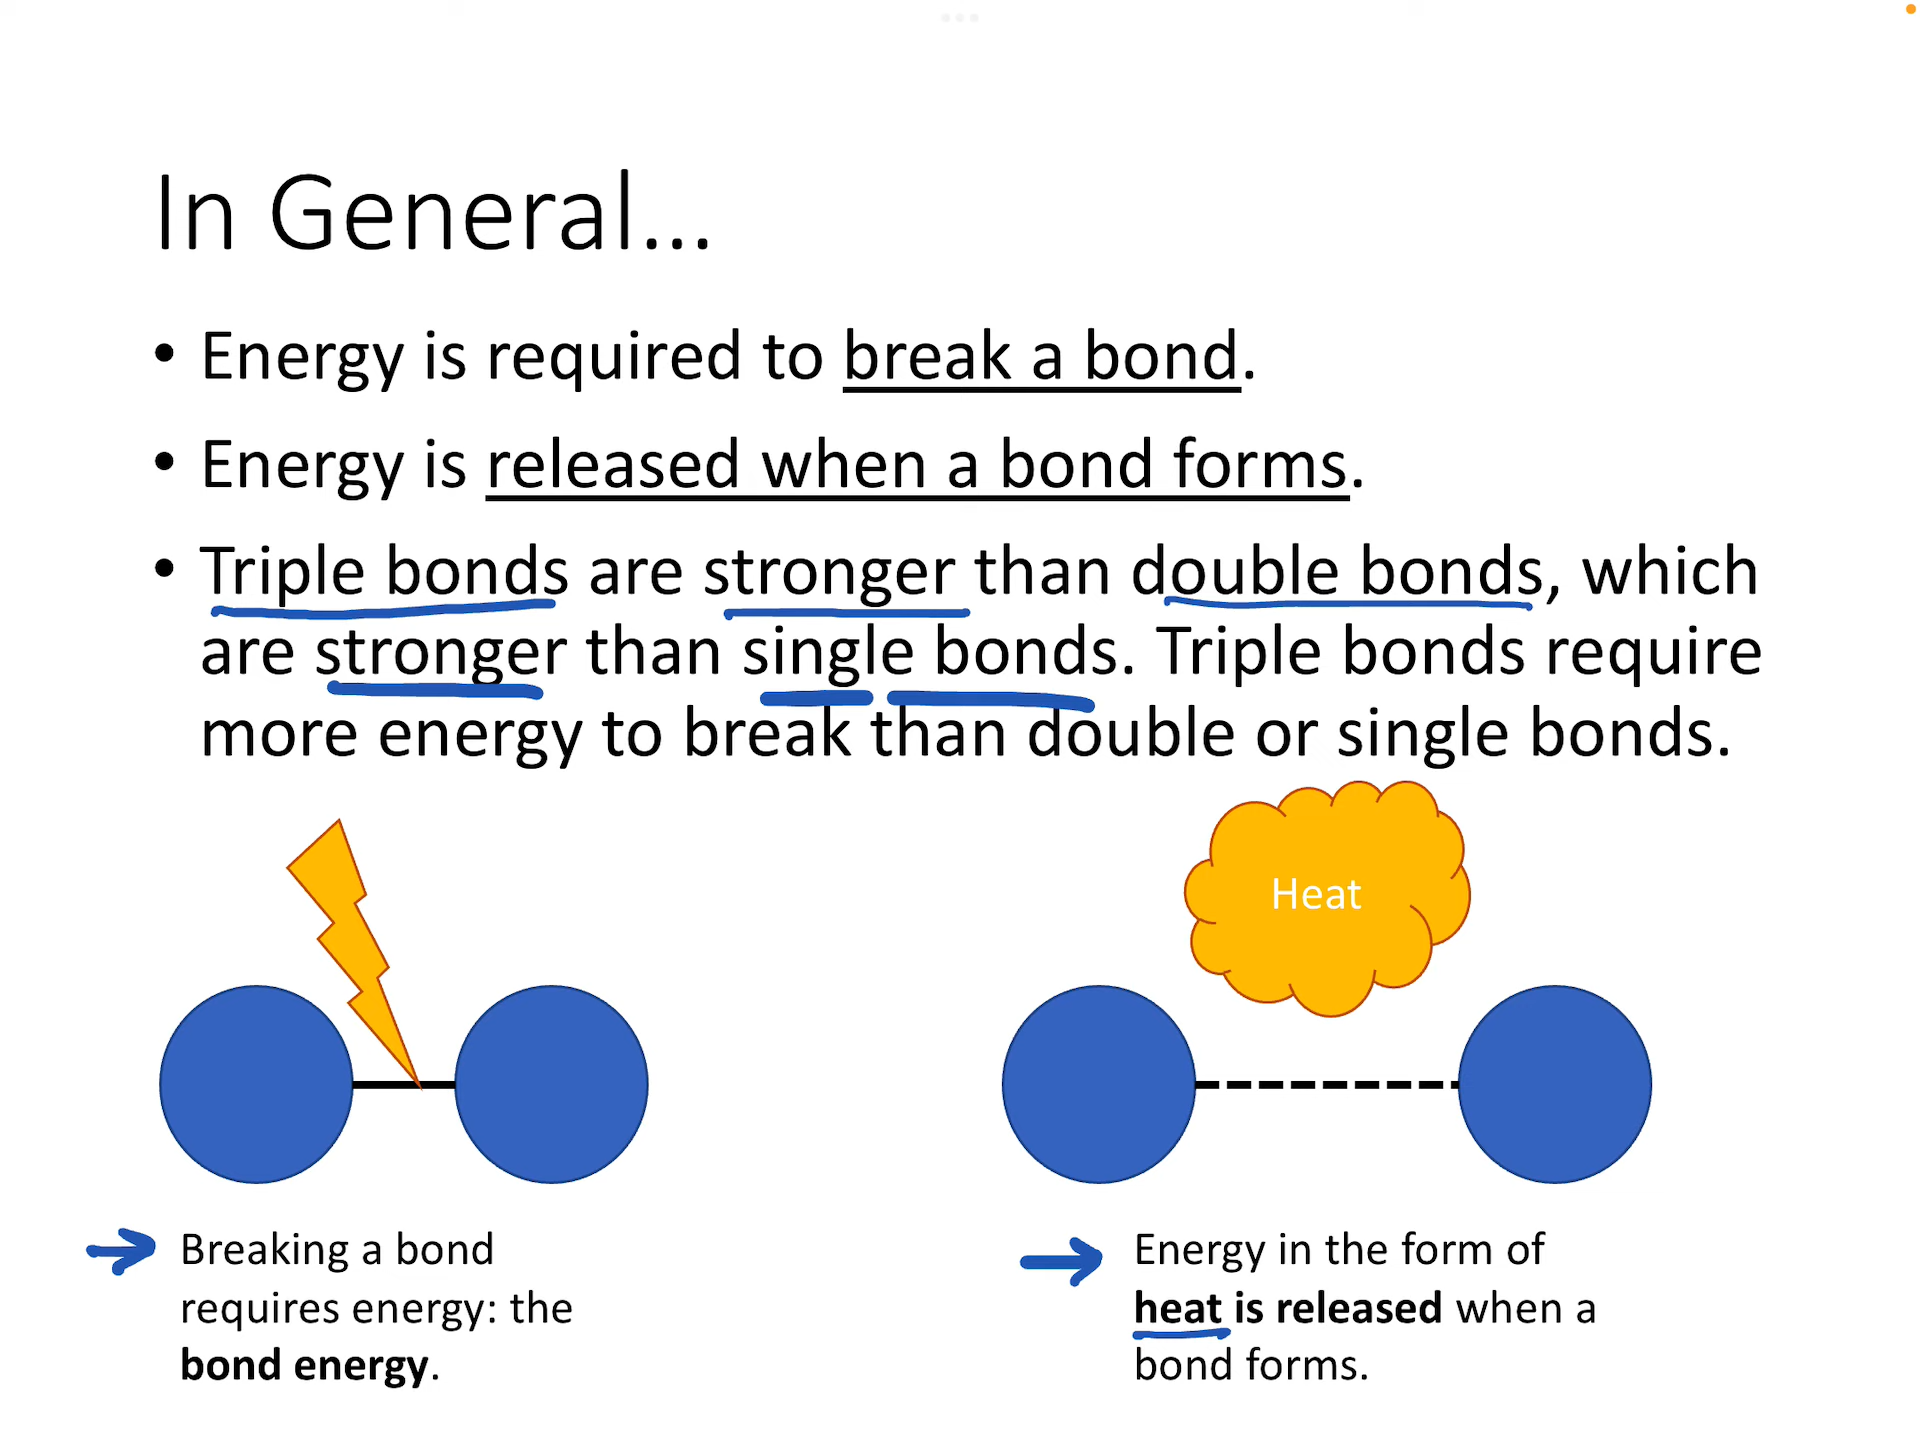 In General...
• Energy is required to break a bond.
• Energy is released when a bond forms.
• Triple bonds are stronger than double bonds, which
are stronger than single bonds. Triple bonds require
more energy to break than double or single bonds.
Heat
Breaking a bond
requires energy: the
bond energy.
Energy in the form of
heat is released when a
bond forms.